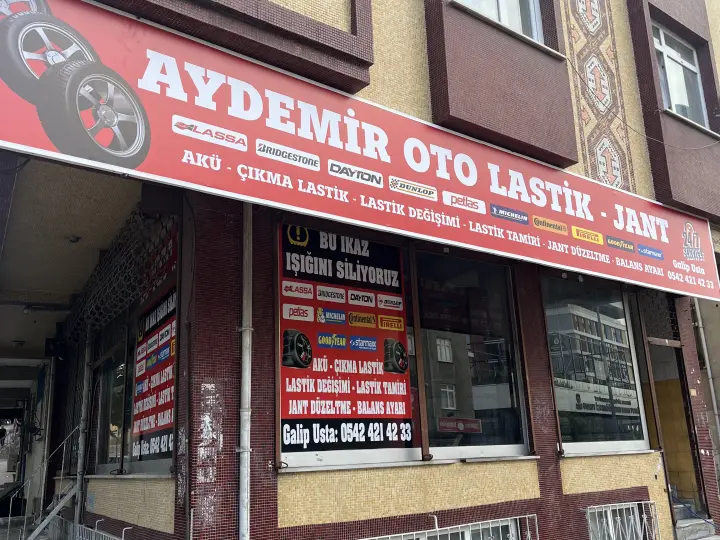 AYDEMİR OTO LASTİK - JANT
LASSA BRIDGESTONE DAYTON DUNLOP petlas MICHELIN Continental PIRELLI GOODYEAR starmaxx
AKÜ - ÇIKMA LASTİK - LASTİK DEĞİŞİMİ - LASTİK TAMİRİ - JANT DÜZELTME - BALANS AYARI
Galip Usta
0542 421 42 33
BU IKAZ
IŞIĞINI SİLİYORUZ
LASSA BRIDGESTONE DAYTON DUNLOP
petlas MICHELIN Continental PIRELLI
GOODYEAR starmaxx
AKÜ - ÇIKMA LASTİK
LASTİK DEĞİŞİMİ - LASTİK TAMİRİ
JANT DÜZELTME - BALANS AYARI
Galip Usta: 0542 421 42 33